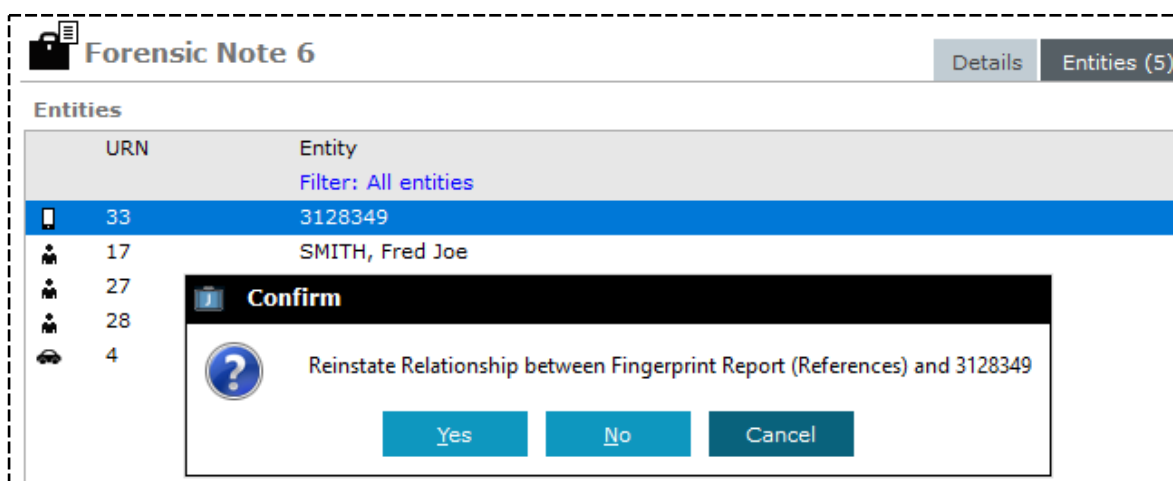 Forensic Note 6
Details
Entities (5)
Entities
URN Entity
Filter: All entities
33 3128349
17 SMITH, Fred Joe
27
28
4
Confirm
Reinstate Relationship between Fingerprint Report (References) and 3128349
Yes No Cancel